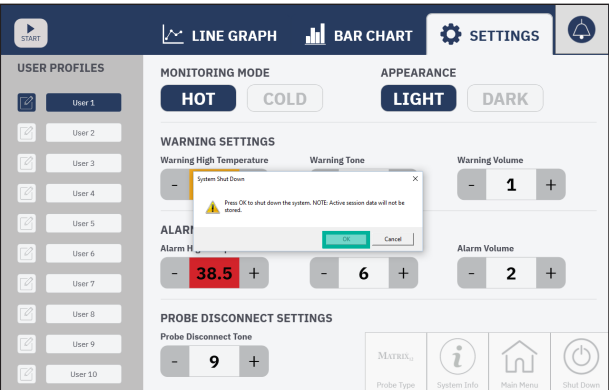 START
LINE GRAPH
BAR CHART
SETTINGS
USER PROFILES
User 1
User 2
User 3
User 4
User 5
User 6
User 7
User 8
User 9
User 10
MONITORING MODE
HOT
COLD
APPEARANCE
LIGHT
DARK
WARNING SETTINGS
Warning High Temperature
Warning Tone
Warning Volume
-
- 1 +
System Shut Down
Press OK to shut down the system. NOTE: Active session data will not be
stored.
OK
Cancel
ALAR
Alarm H
Alarm Volume
- 38.5 +
- 6 +
- 2 +
PROBE DISCONNECT SETTINGS
Probe Disconnect Tone
- 9 +
MATRIX
Probe Type
System Info
Main Menu
Shut Down